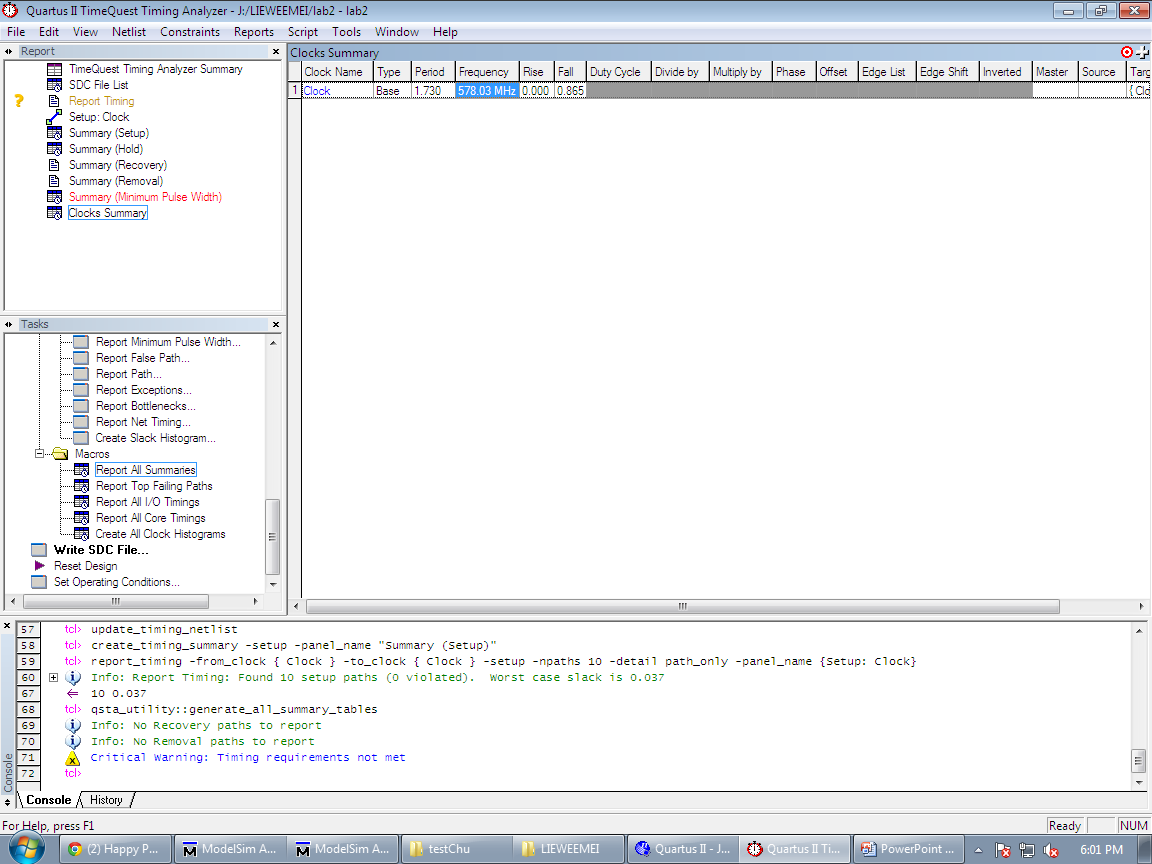 Quartus II TimeQuest Timing Analyzer - J:/LIEWEEMEI/lab2 - lab2
File Edit View Netlist Constraints Reports Script Tools Window Help
Report
TimeQuest Timing Analyzer Summary
SDC File List
Report Timing
Setup: Clock
Summary (Setup)
Summary (Hold)
Summary (Recovery)
Summary (Removal)
Summary (Minimum Pulse Width)
Clocks Summary
Clocks Summary
Clock Name Type Period Frequency Rise Fall Duty Cycle Divide by Multiply by Phase Offset Edge List Edge Shift Inverted Master Source Targ
1 Clock Base 1.730 578.03 MHz 0.000 0.865 { Clo
Tasks
Report Minimum Pulse Width...
Report False Path...
Report Path...
Report Exceptions...
Report Bottlenecks...
Report Net Timing...
Create Slack Histogram...
Macros
Report All Summaries
Report Top Failing Paths
Report All I/O Timings
Report All Core Timings
Create All Clock Histograms
Write SDC File...
Reset Design
Set Operating Conditions...
57 tcl> update_timing_netlist
58 tcl> create_timing_summary -setup -panel_name "Summary (Setup)"
59 tcl> report_timing -from_clock { Clock } -to_clock { Clock } -setup -npaths 10 -detail path_only -panel_name {Setup: Clock}
60 Info: Report Timing: Found 10 setup paths (0 violated). Worst case slack is 0.037
67 10 0.037
68 tcl> qsta_utility::generate_all_summary_tables
69 Info: No Recovery paths to report
70 Info: No Removal paths to report
71 Critical Warning: Timing requirements not met
72 tcl>
Console
Console History
For Help, press F1
Ready NUM
(2) Happy P... ModelSim A... ModelSim A... testChu LIEWEEMEI Quartus II - J... Quartus II Ti... PowerPoint ... 6:01 PM